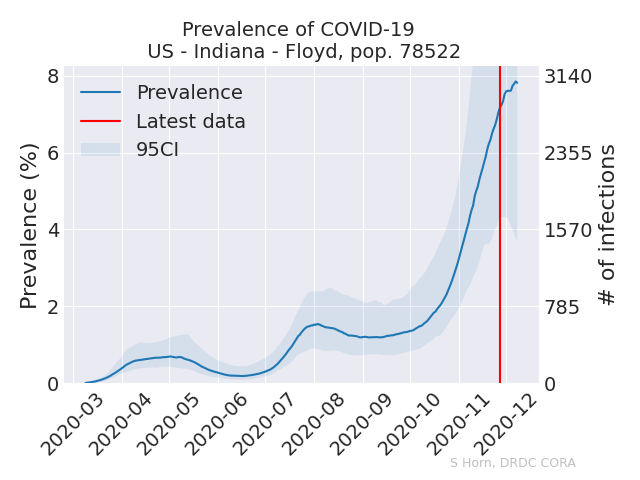 Prevalence of COVID-19
US - Indiana - Floyd, pop. 78522
Prevalence
Latest data
95CI
Prevalence (%)
8
6
4
2
0
3140
2355
1570
785
0
# of infections
2020-03
2020-04
2020-05
2020-06
2020-07
2020-08
2020-09
2020-10
2020-11
2020-12
S Horn, DRDC CORA